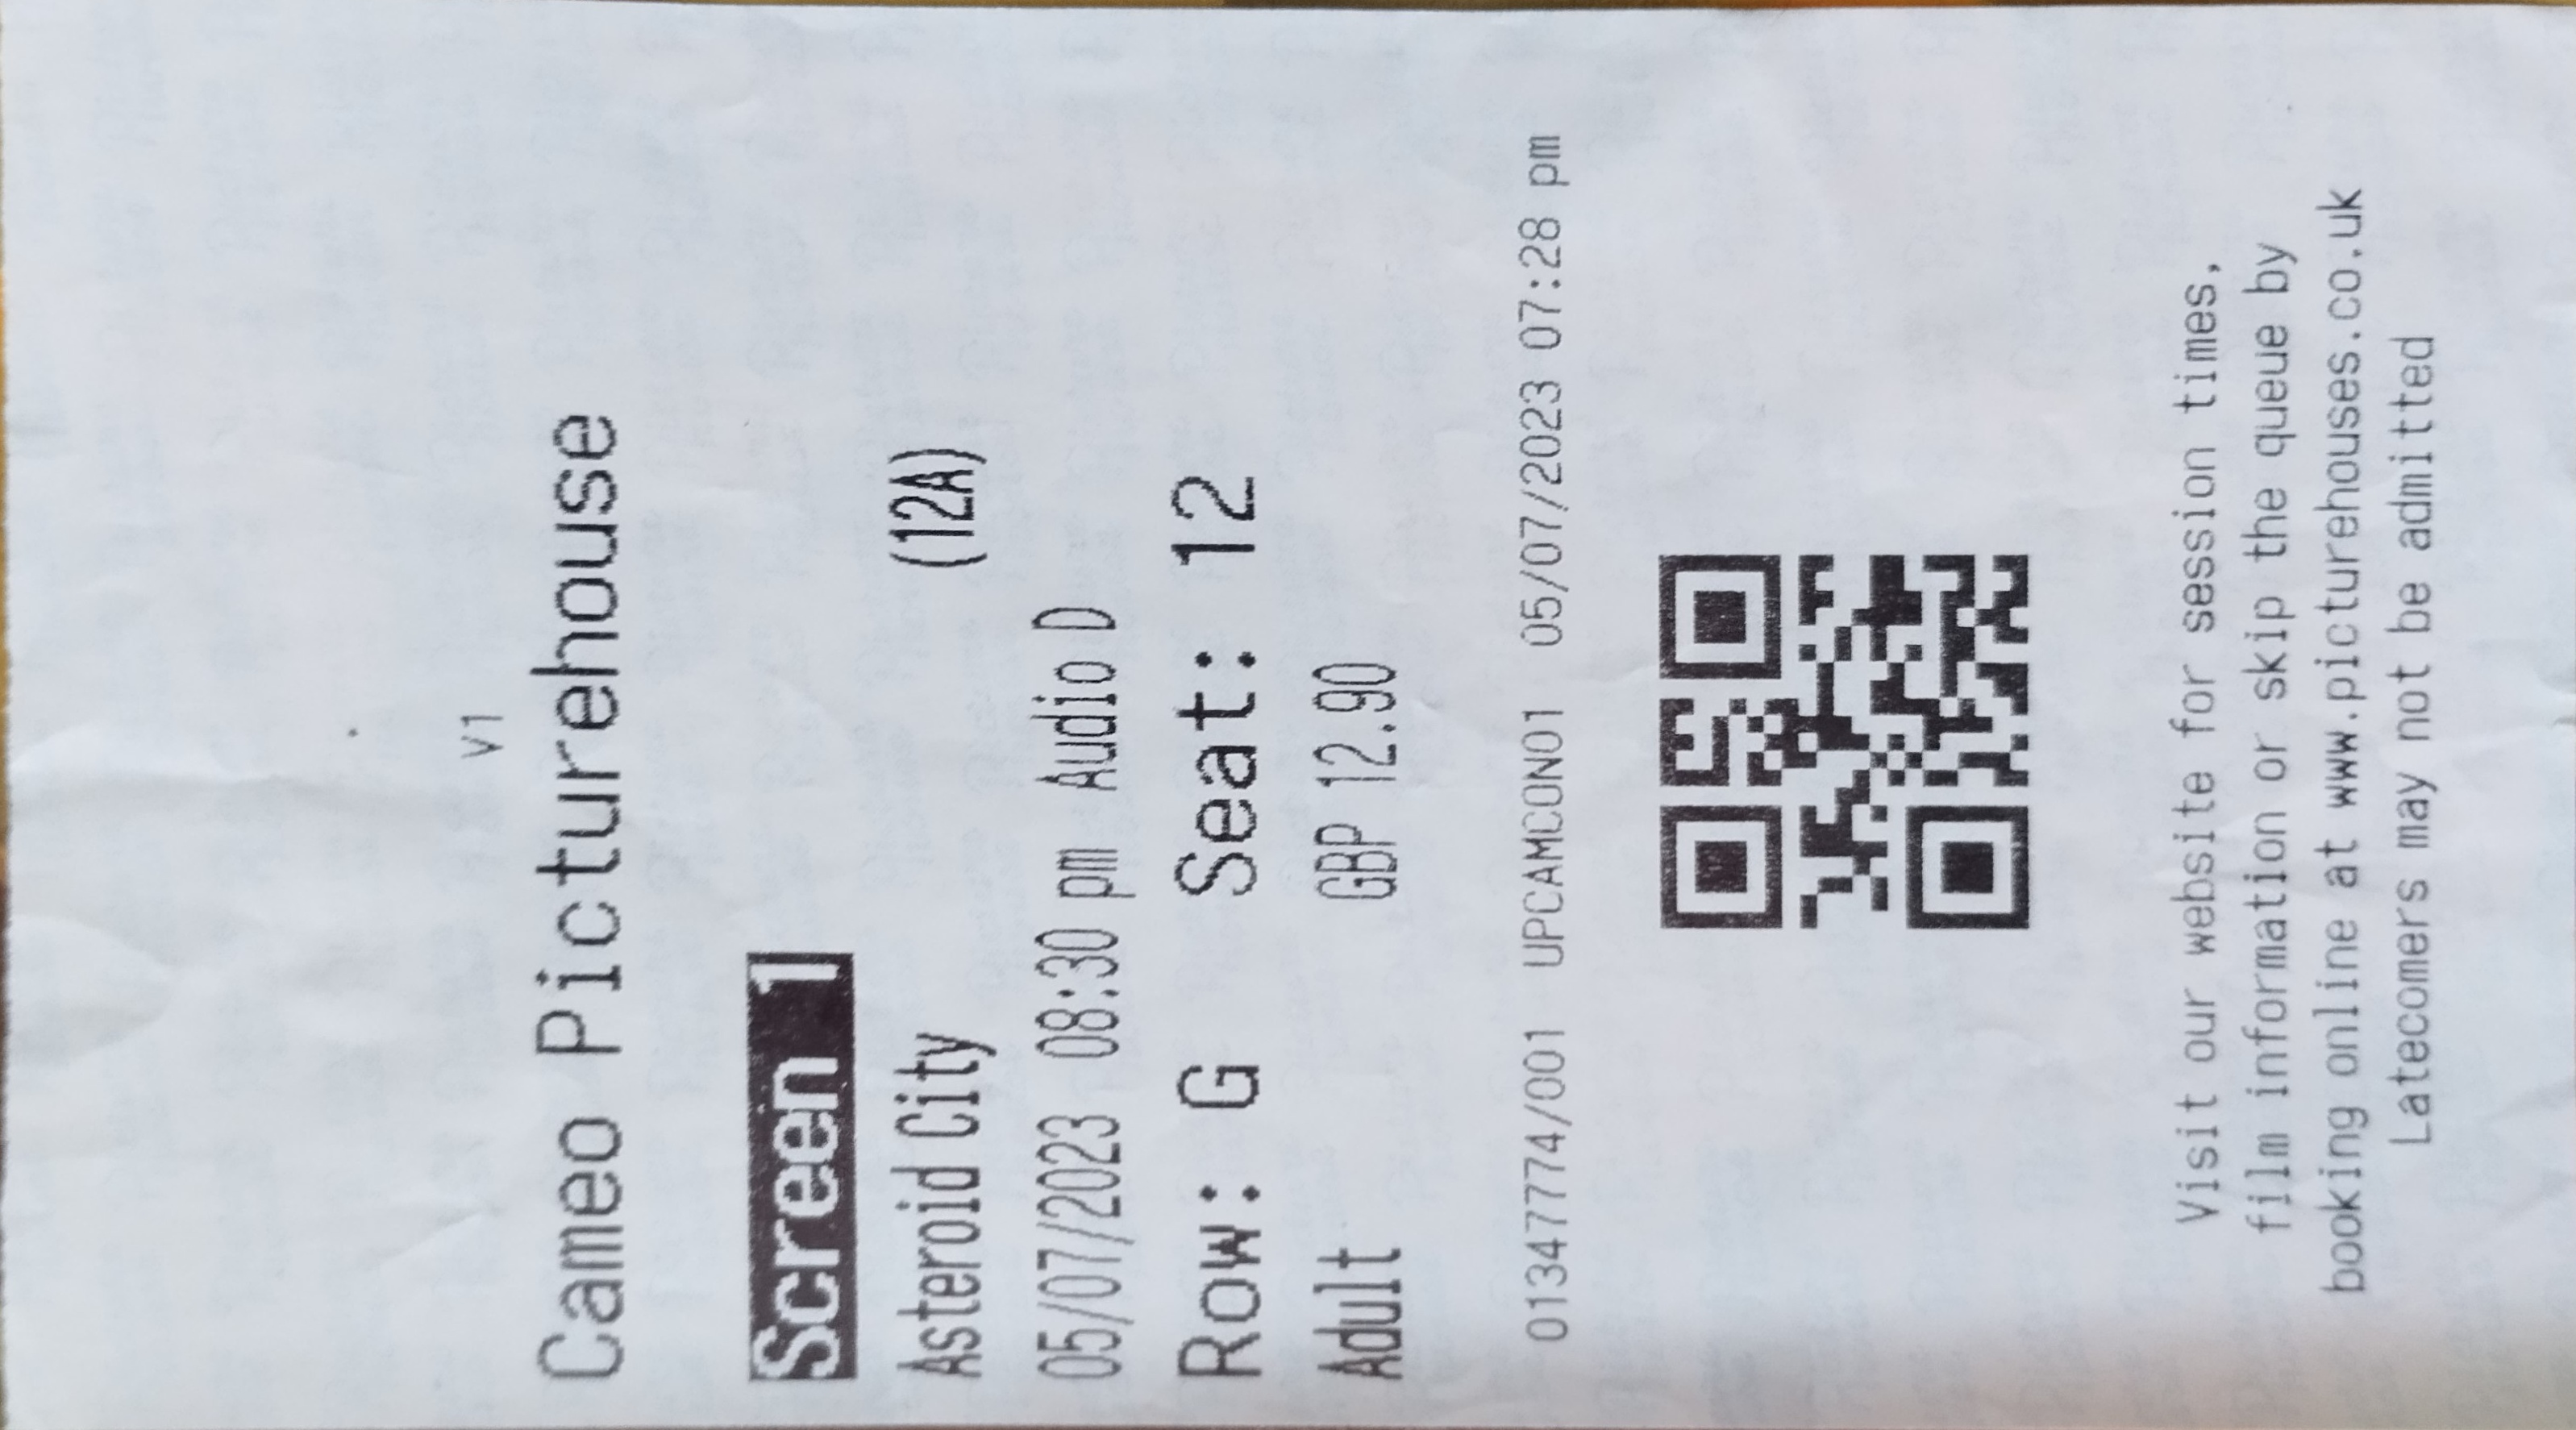 V1
Cameo Picturehouse
Screen 1
Asteroid City (12A)
05/07/2023 08:30 pm Audio D
Row: G Seat: 12
Adult GBP 12.90
01347774/001 UPCAMCON01 05/07/2023 07:28 pm
Visit our website for session times,
film information or skip the queue by
booking online at www.picturehouses.co.uk
Latecomers may not be admitted